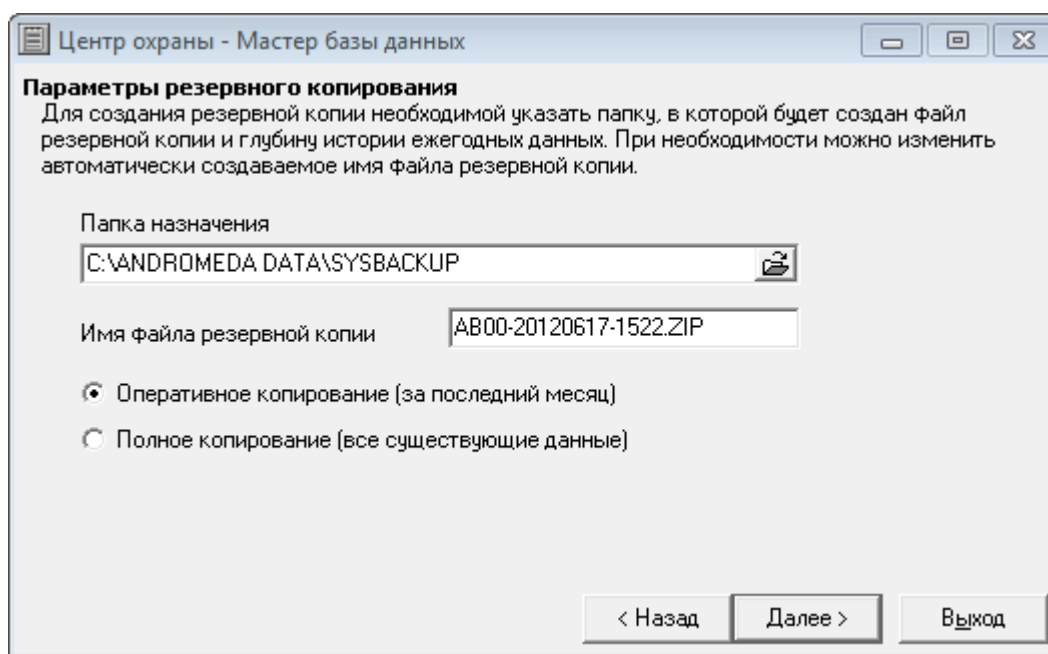 Центр охраны - Мастер базы данных
Параметры резервного копирования
Для создания резервной копии необходимой указать папку, в которой будет создан файл
резервной копии и глубину истории ежегодных данных. При необходимости можно изменить
автоматически создаваемое имя файла резервной копии.
Папка назначения
C:\ANDROMEDA DATA\SYSBACKUP
Имя файла резервной копии
AB00-20120617-1522.ZIP
Оперативное копирование (за последний месяц)
Полное копирование (все существующие данные)
< Назад
Далее >
Выход